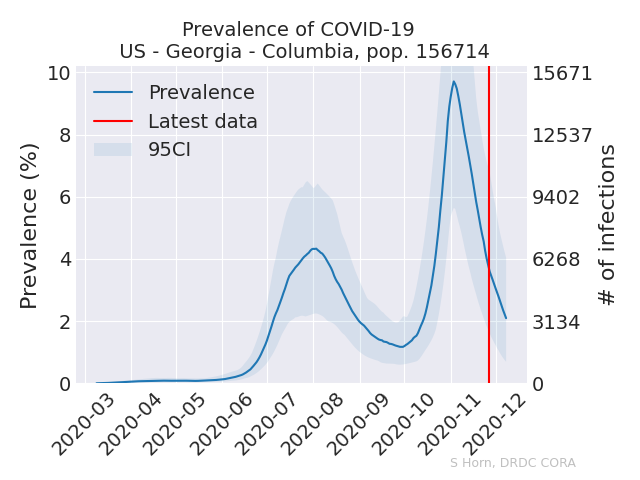 Prevalence of COVID-19
US - Georgia - Columbia, pop. 156714
Prevalence
Latest data
95CI
Prevalence (%)
10
8
6
4
2
0
15671
12537
9402
6268
3134
0
# of infections
2020-03
2020-04
2020-05
2020-06
2020-07
2020-08
2020-09
2020-10
2020-11
2020-12
S Horn, DRDC CORA